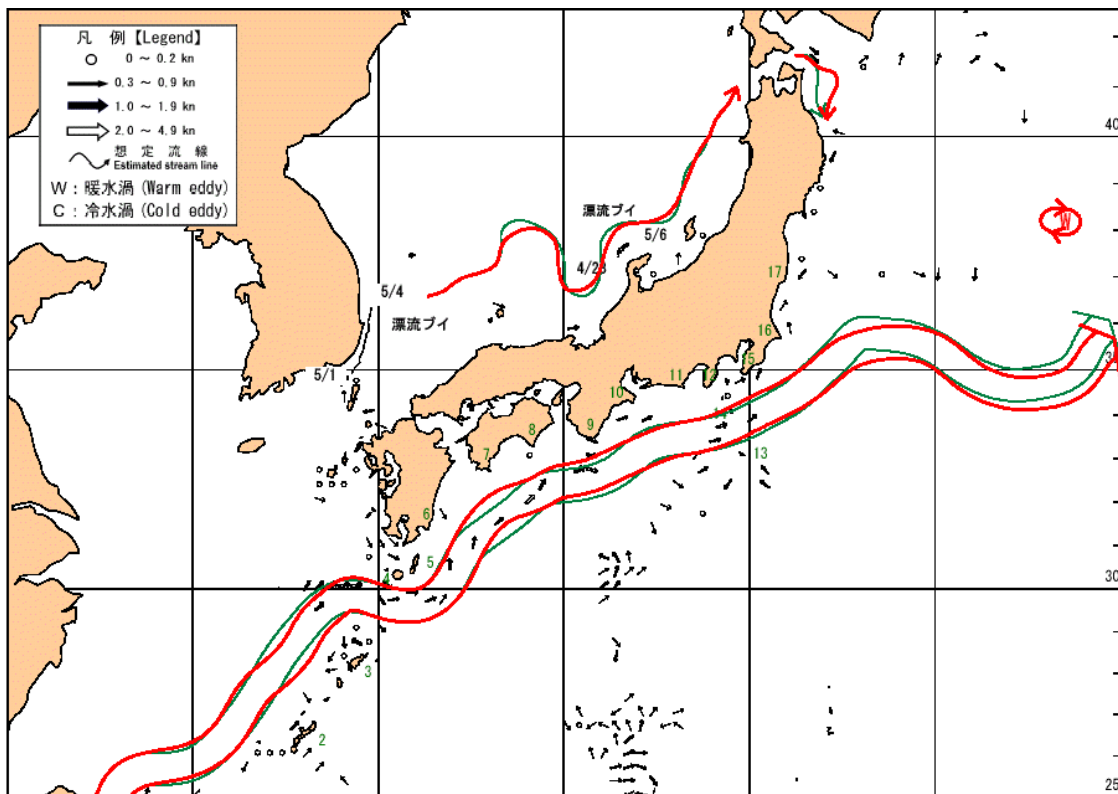 凡 例【Legend】
0 ～ 0.2 kn
0.3 ～ 0.9 kn
1.0 ～ 1.9 kn
2.0 ～ 4.9 kn
想 定 流 線
Estimated stream line
W : 暖水渦 (Warm eddy)
C : 冷水渦 (Cold eddy)
40
漂流ブイ
5/6
W
4/23
17
5/4
漂流ブイ
16
15
5/1
11
10
9
8
7
13
6
5
4
30
3
2
25